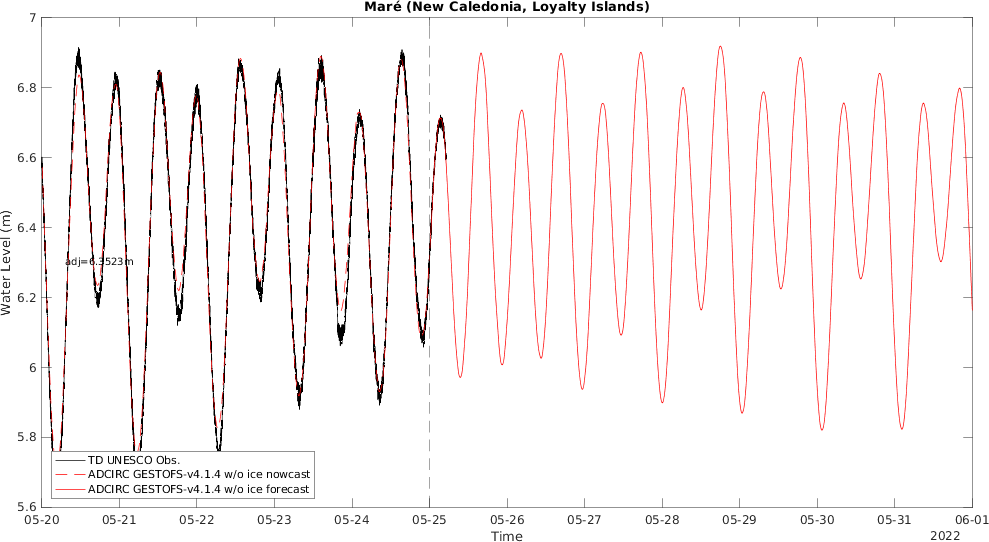 Maré (New Caledonia, Loyalty Islands)
Water Level (m)
7
6.8
6.6
6.4
6.2
6
5.8
5.6
adj=6.3523m
TD UNESCO Obs.
ADCIRC GESTOFS-v4.1.4 w/o ice nowcast
ADCIRC GESTOFS-v4.1.4 w/o ice forecast
05-20 05-21 05-22 05-23 05-24 05-25 05-26 05-27 05-28 05-29 05-30 05-31 06-01
Time
2022